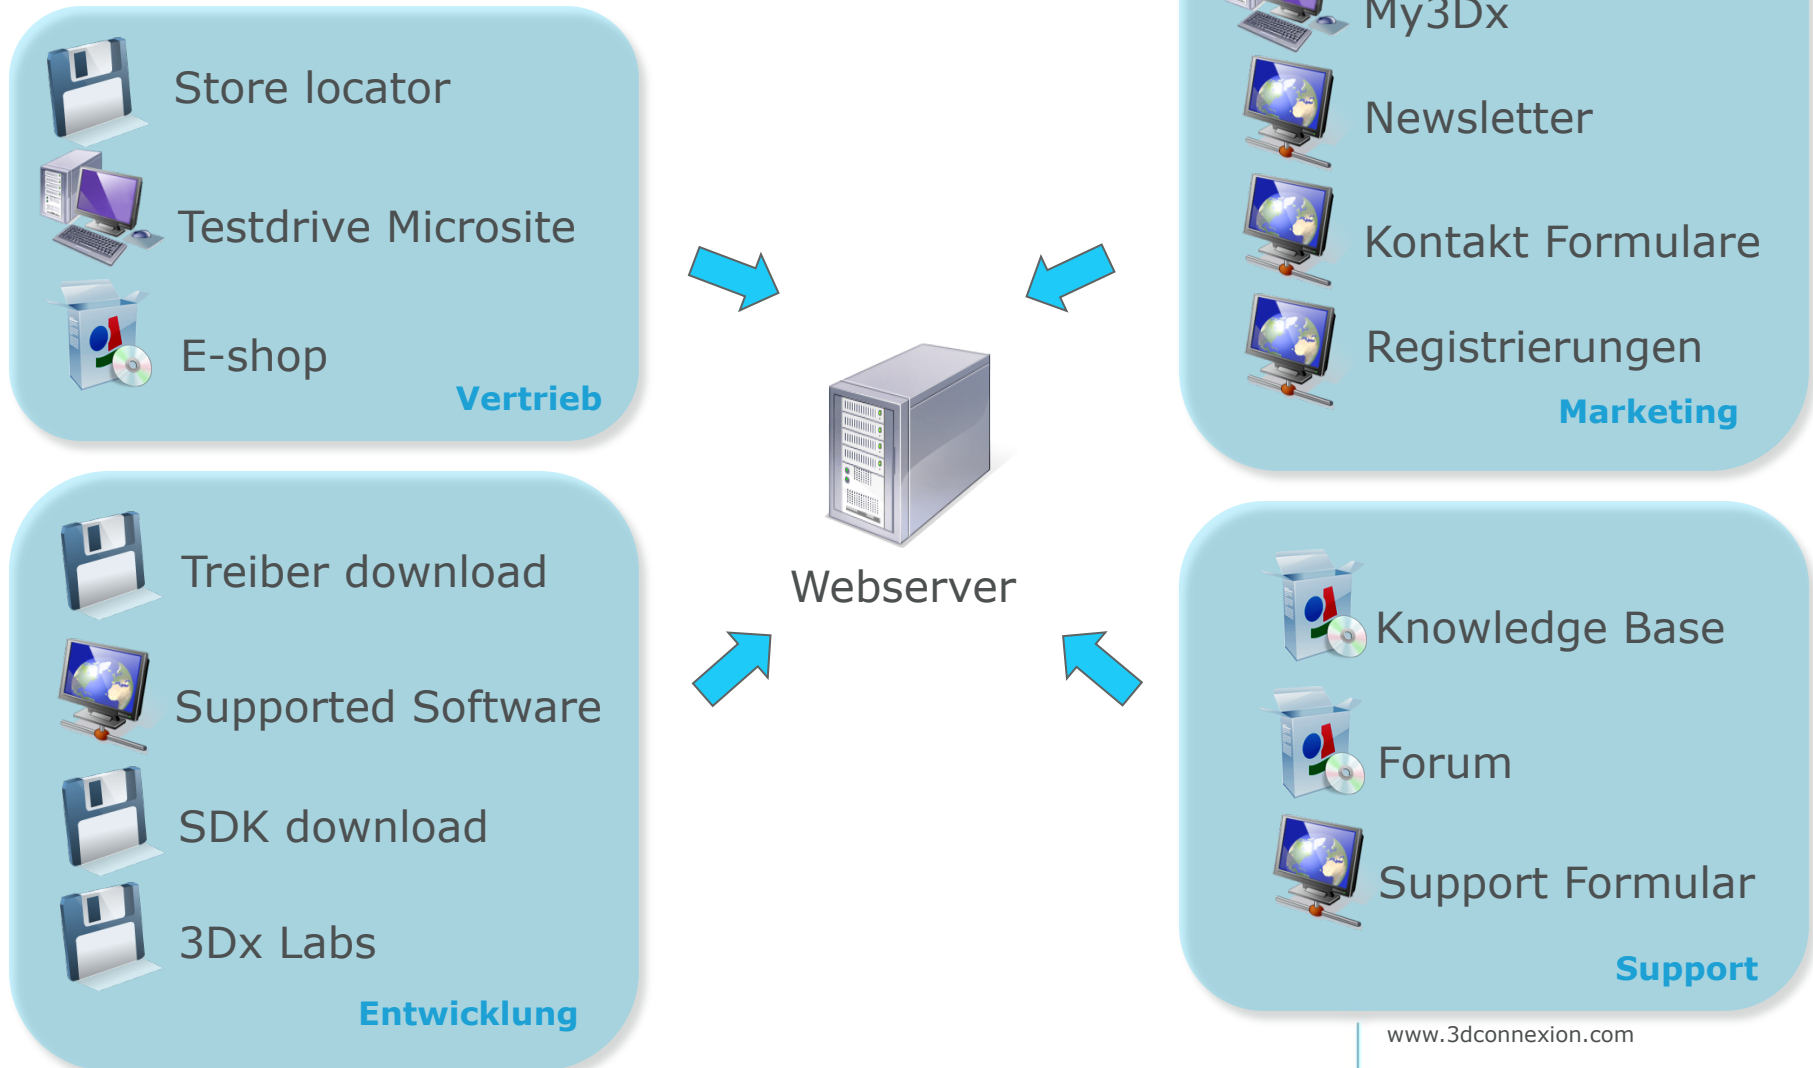 Store locator
Testdrive Microsite
E-shop
Vertrieb
My3Dx
Newsletter
Kontakt Formulare
Registrierungen
Marketing
Webserver
Treiber download
Supported Software
SDK download
3Dx Labs
Entwicklung
Knowledge Base
Forum
Support Formular
Support
www.3dconnexion.com